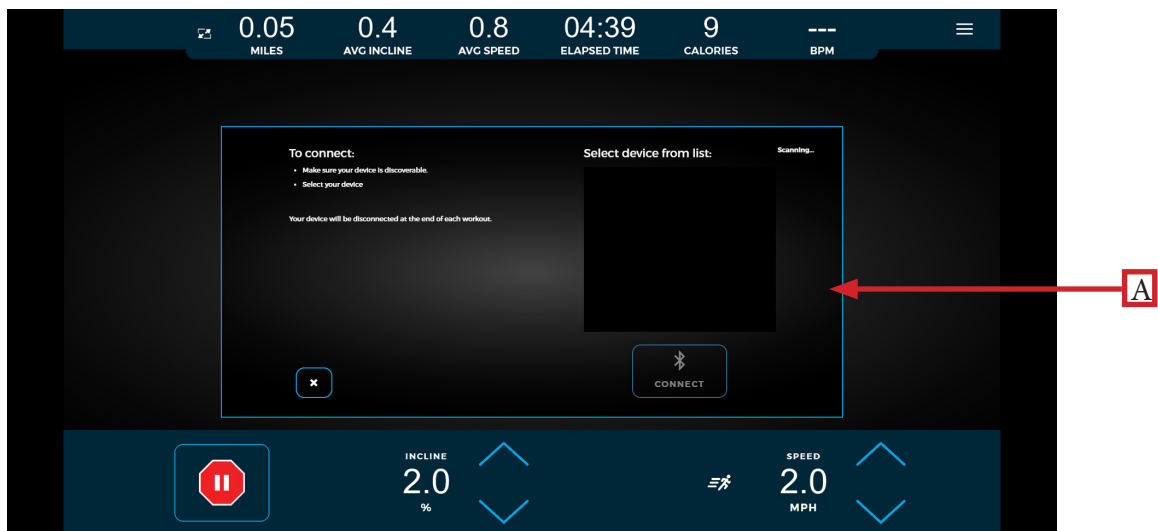 0.05 0.4 0.8 04:39 9 ---
MILES AVG INCLINE AVG SPEED ELAPSED TIME CALORIES BPM
To connect:
• Make sure your device is discoverable.
• Select your device
Your device will be disconnected at the end of each workout.
Select device from list:
Scanning...
CONNECT
A
INCLINE
2.0
%
SPEED
2.0
MPH